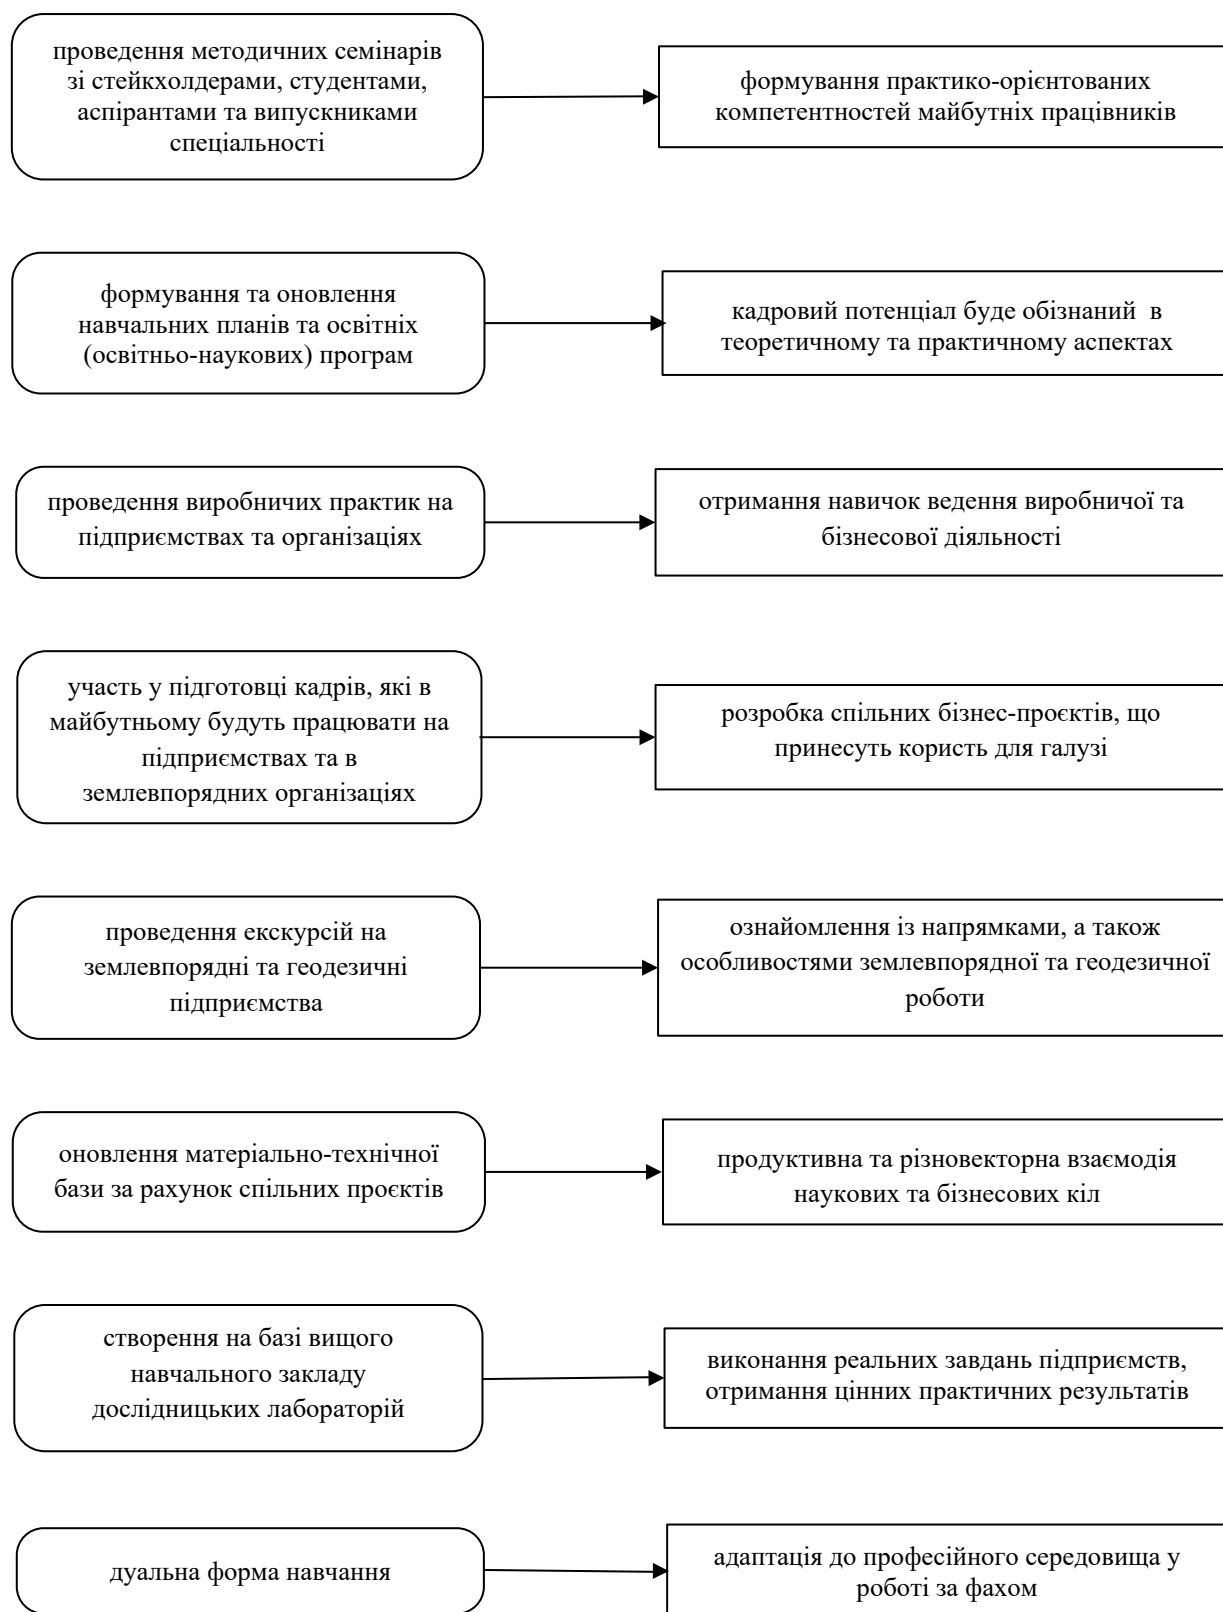 проведення методичних семінарів
зі стейкхолдерами, студентами,
аспірантами та випускниками
спеціальності
формування практико-орієнтованих
компетентностей майбутніх працівників
формування та оновлення
навчальних планів та освітніх
(освітньо-наукових) програм
кадровий потенціал буде обізнаний в
теоретичному та практичному аспектах
проведення виробничих практик на
підприємствах та організаціях
отримання навичок ведення виробничої та
бізнесової діяльності
участь у підготовці кадрів, які в
майбутньому будуть працювати на
підприємствах та в
землевпорядних організаціях
розробка спільних бізнес-проєктів, що
принесуть користь для галузі
проведення екскурсій на
землевпорядні та геодезичні
підприємства
ознайомлення із напрямками, а також
особливостями землевпорядної та геодезичної
роботи
оновлення матеріально-технічної
бази за рахунок спільних проєктів
продуктивна та різновекторна взаємодія
наукових та бізнесових кіл
створення на базі вищого
навчального закладу
дослідницьких лабораторій
виконання реальних завдань підприємств,
отримання цінних практичних результатів
дуальна форма навчання
адаптація до професійного середовища у
роботі за фахом